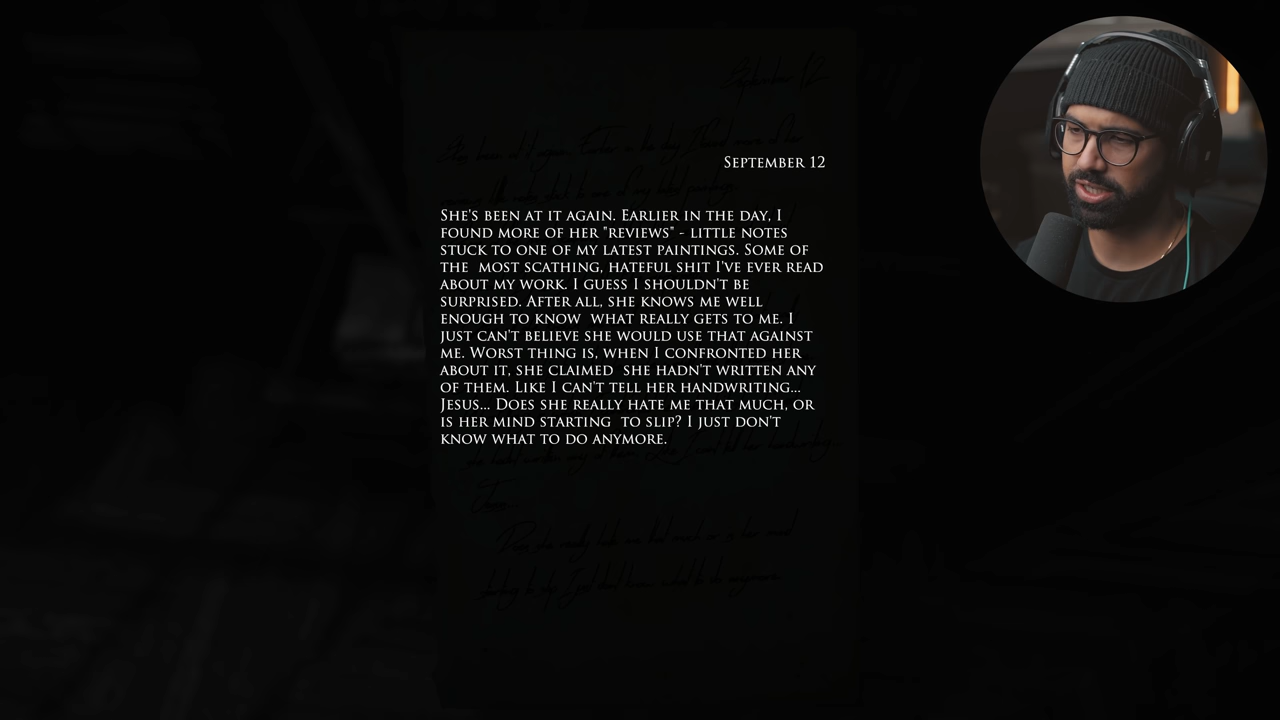 September 12
She's been at it again. Earlier in the day, I
found more of her "reviews" - little notes
stuck to one of my latest paintings. Some of
the most scathing, hateful shit I've ever read
about my work. I guess I shouldn't be
surprised. After all, she knows me well
enough to know what really gets to me. I
just can't believe she would use that against
me. Worst thing is, when I confronted her
about it, she claimed she hadn't written any
of them. Like I can't tell her handwriting...
Jesus... Does she really hate me that much, or
is her mind starting to slip? I just don't
know what to do anymore.